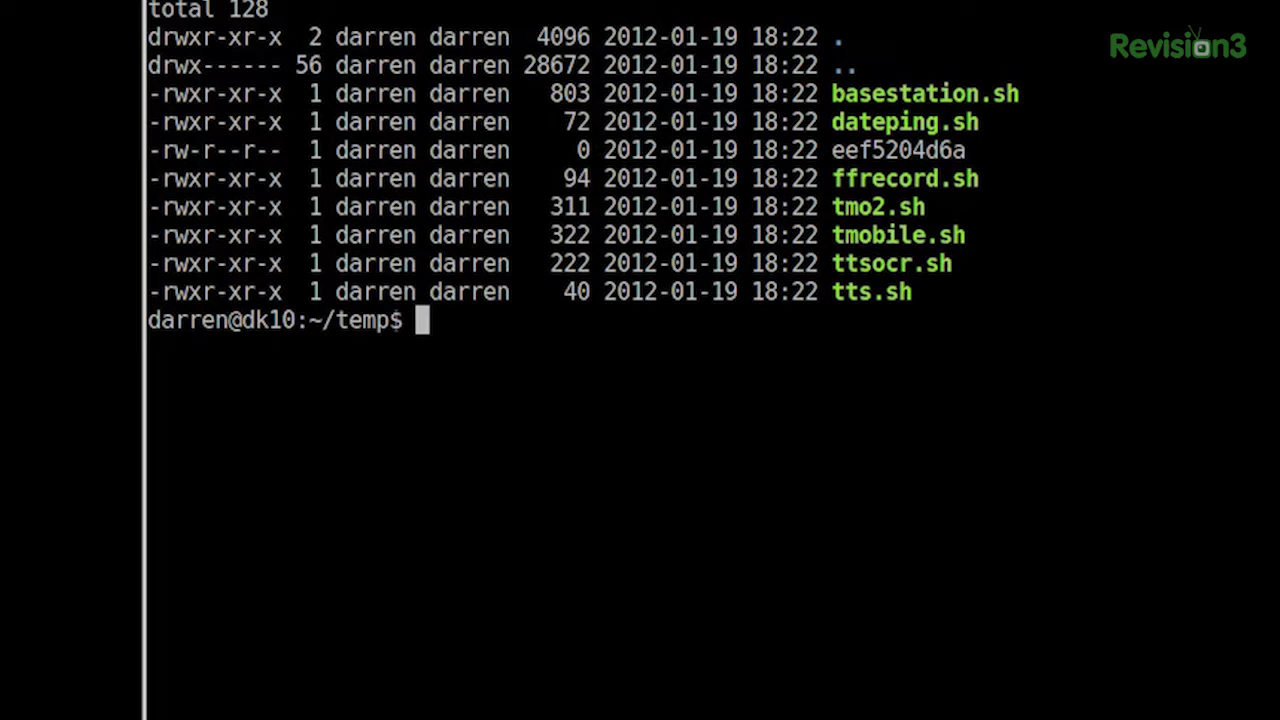 total 128
Revision3
drwxr-xr-x 2 darren darren 4096 2012-01-19 18:22 .
drwx------ 56 darren darren 28672 2012-01-19 18:22 ..
-rwxr-xr-x 1 darren darren 803 2012-01-19 18:22 basestation.sh
-rwxr-xr-x 1 darren darren 72 2012-01-19 18:22 dateping.sh
-rw-r--r-- 1 darren darren 0 2012-01-19 18:22 eef5204d6a
-rwxr-xr-x 1 darren darren 94 2012-01-19 18:22 ffrecord.sh
-rwxr-xr-x 1 darren darren 311 2012-01-19 18:22 tmo2.sh
-rwxr-xr-x 1 darren darren 322 2012-01-19 18:22 tmobile.sh
-rwxr-xr-x 1 darren darren 222 2012-01-19 18:22 ttsocr.sh
-rwxr-xr-x 1 darren darren 40 2012-01-19 18:22 tts.sh
darren@dk10:~/temp$